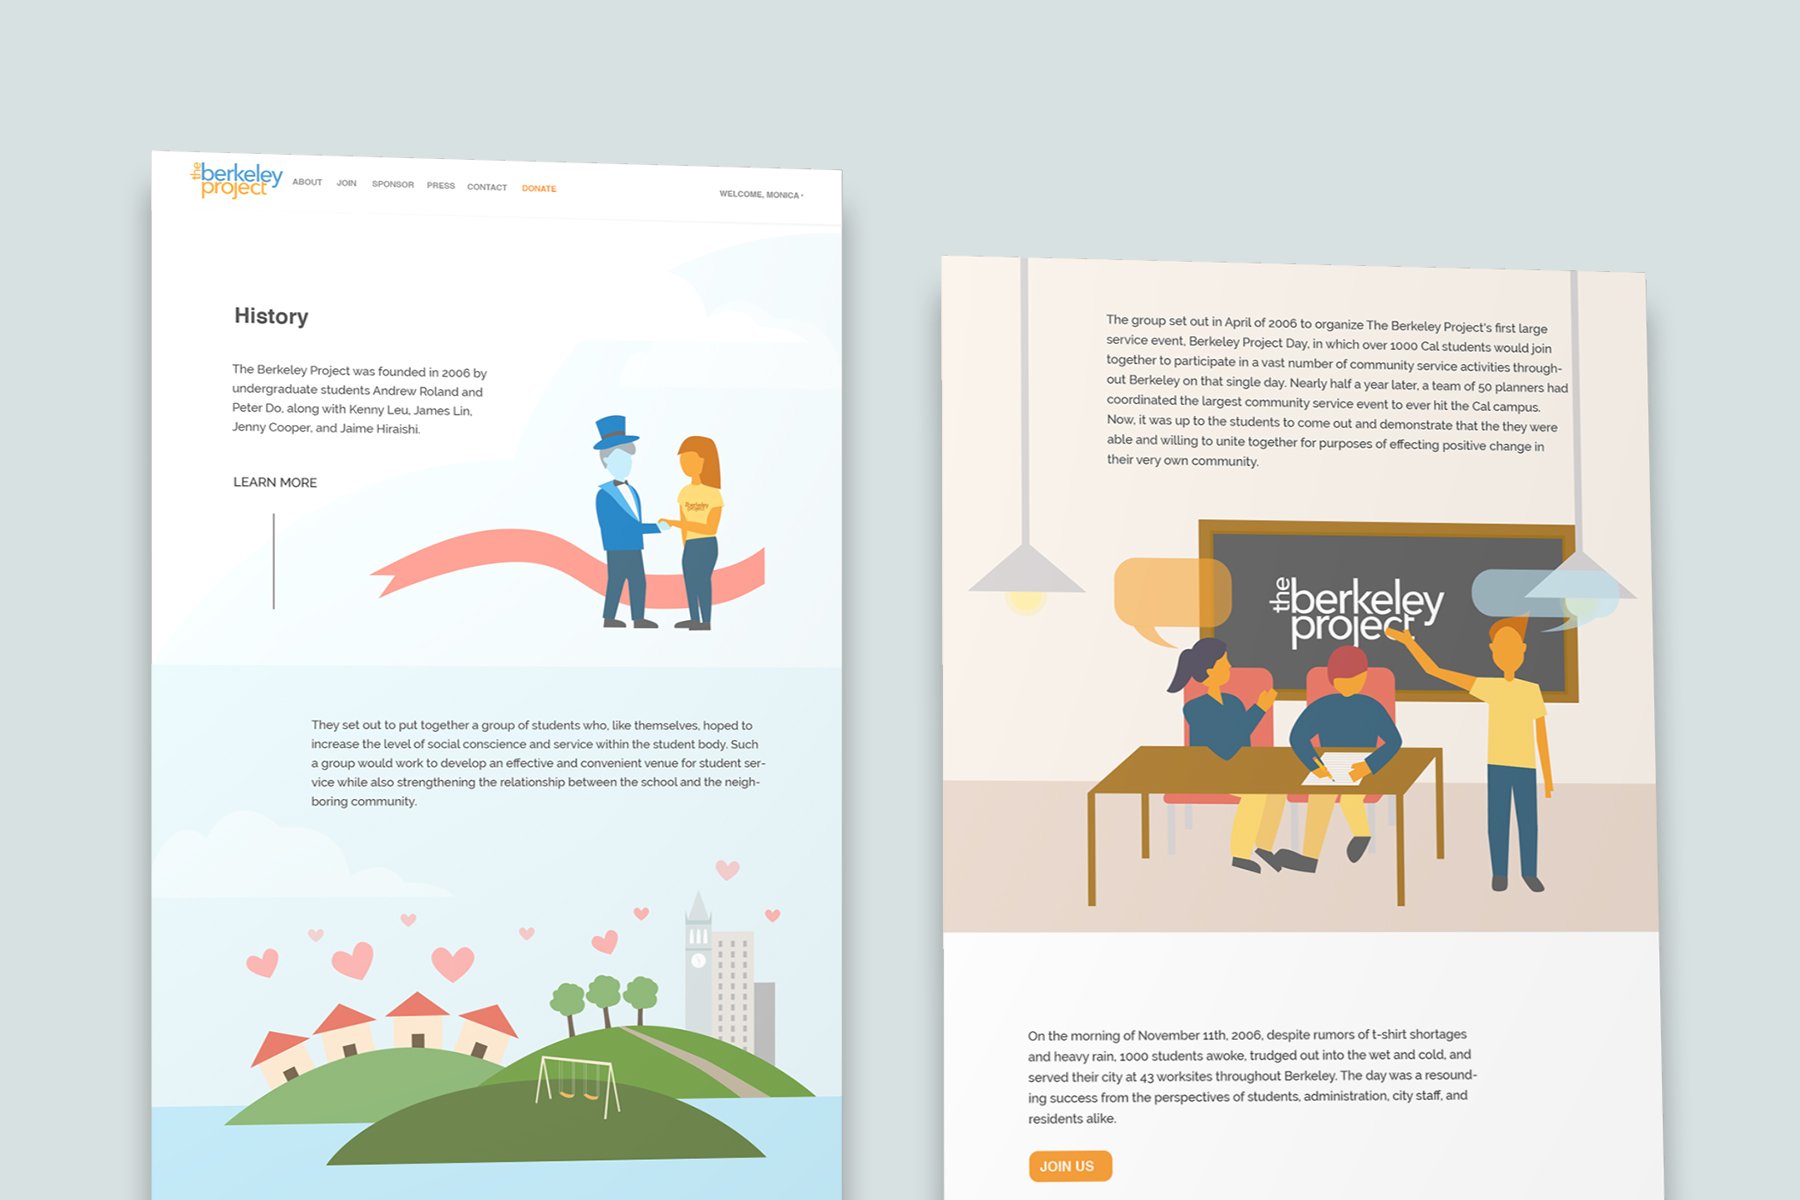 the berkeley project
ABOUT JOIN SPONSOR PRESS CONTACT DONATE
WELCOME, MONICA
History
The Berkeley Project was founded in 2006 by
undergraduate students Andrew Roland and
Peter Do, along with Kenny Leu, James Lin,
Jenny Cooper, and Jaime Hiraishi.
LEARN MORE
Berkeley
project
They set out to put together a group of students who, like themselves, hoped to
increase the level of social conscience and service within the student body. Such
a group would work to develop an effective and convenient venue for student ser-
vice while also strengthening the relationship between the school and the neigh-
boring community.
The group set out in April of 2006 to organize The Berkeley Project's first large
service event, Berkeley Project Day, in which over 1000 Cal students would join
together to participate in a vast number of community service activities through-
out Berkeley on that single day. Nearly half a year later, a team of 50 planners had
coordinated the largest community service event to ever hit the Cal campus.
Now, it was up to the students to come out and demonstrate that the they were
able and willing to unite together for purposes of effecting positive change in
their very own community.
the berkeley
project
On the morning of November 11th, 2006, despite rumors of t-shirt shortages
and heavy rain, 1000 students awoke, trudged out into the wet and cold, and
served their city at 43 worksites throughout Berkeley. The day was a resound-
ing success from the perspectives of students, administration, city staff, and
residents alike.
JOIN US